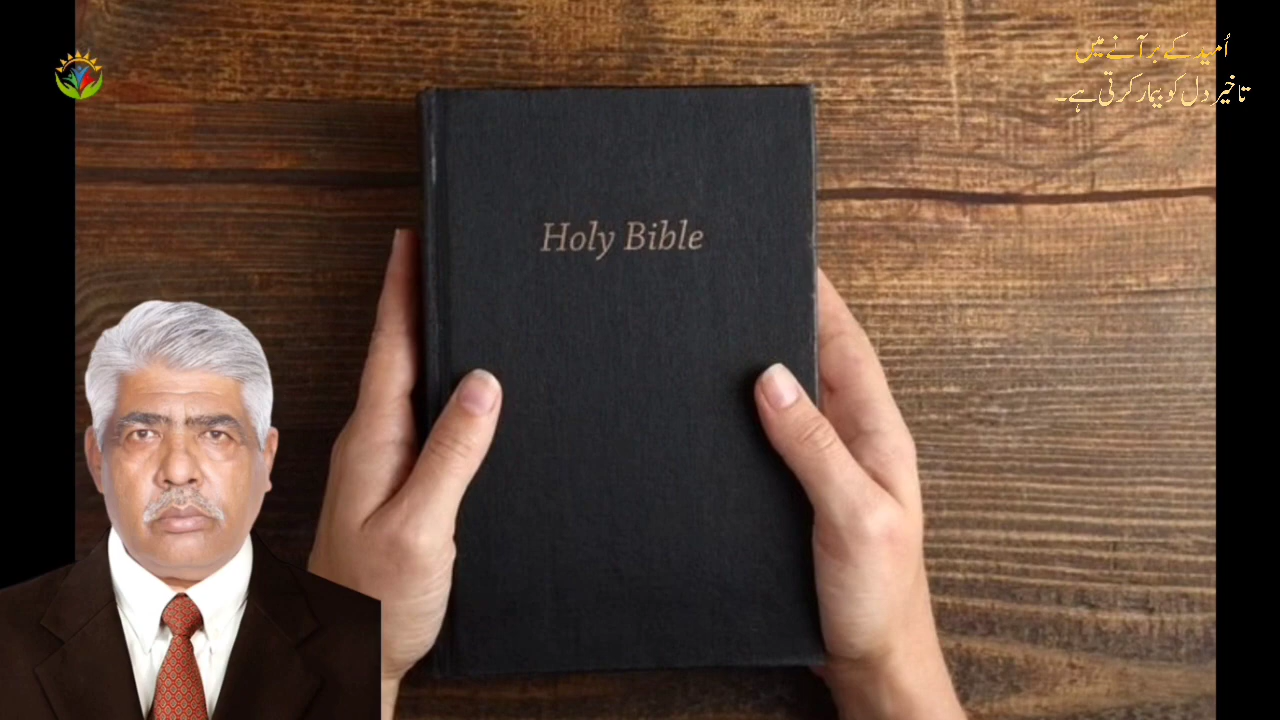 اُمید کے بر آنے میں
تاخیر دل کو بیمار کرتی ہے۔
Holy Bible